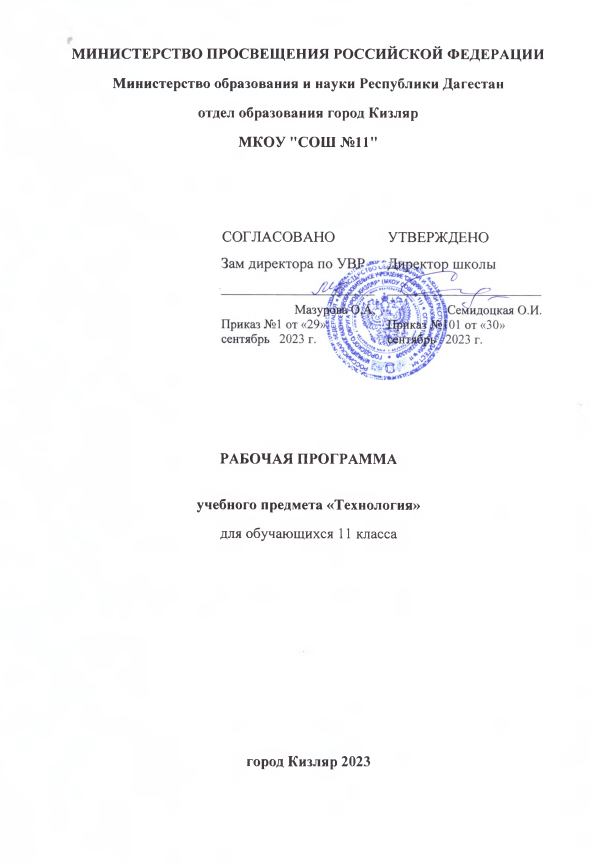 МИНИСТЕРСТВО ПРОСВЕЩЕНИЯ РОССИЙСКОЙ ФЕДЕРАЦИИ
Министерство образования и науки Республики Дагестан
отдел образования город Кизляр
МКОУ "СОШ №11"
СОГЛАСОВАНО УТВЕРЖДЕНО
Зам директора по УВР Директор школы
Мазурова О.А. Семидоцкая О.И.
Приказ №1 от «29» Приказ №101 от «30»
сентябрь 2023 г. сентябрь 2023 г.
РАБОЧАЯ ПРОГРАММА
учебного предмета «Технология»
для обучающихся 11 класса
город Кизляр 2023